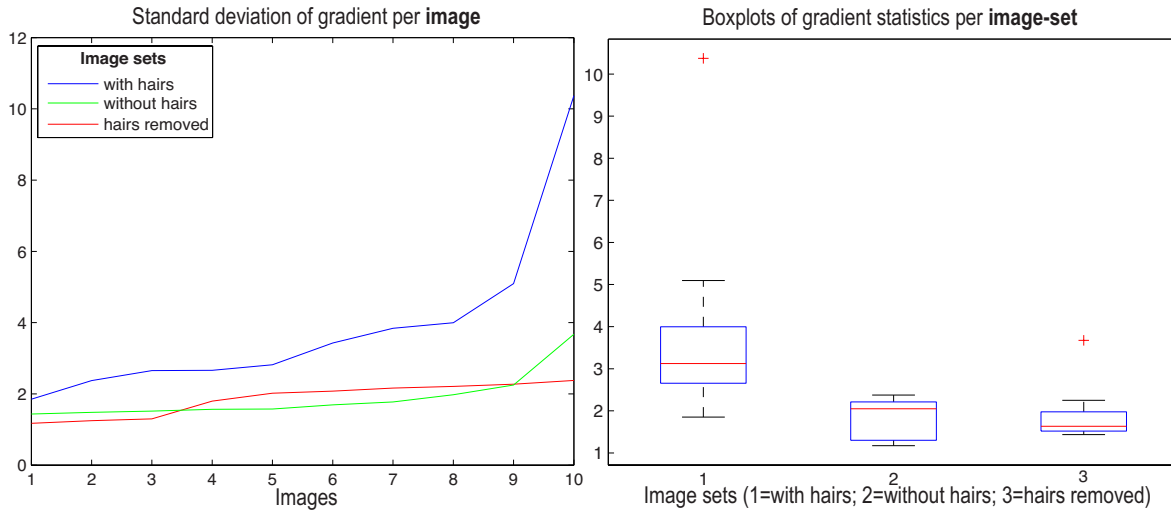 Standard deviation of gradient per image
12
10
8
6
4
2
0
Image sets
with hairs
without hairs
hairs removed
1 2 3 4 5 6 7 8 9 10
Images
Boxplots of gradient statistics per image-set
10
9
8
7
6
5
4
3
2
1
1 2 3
Image sets (1=with hairs; 2=without hairs; 3=hairs removed)